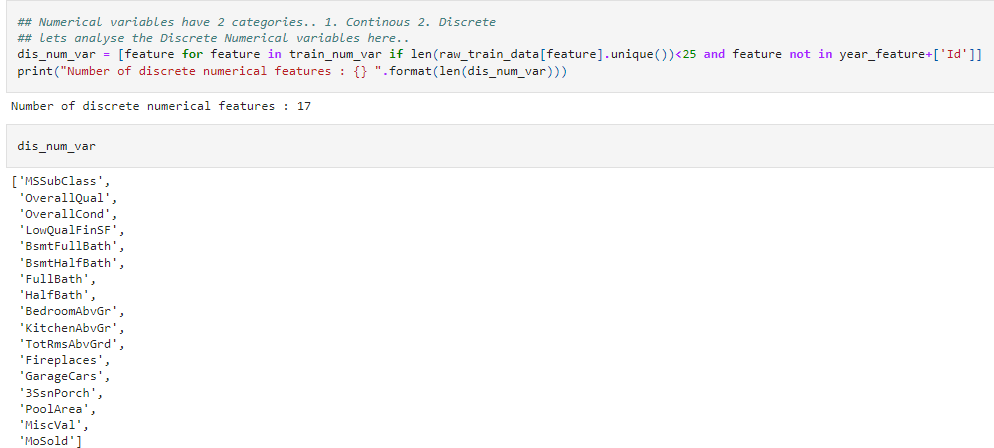 ## Numerical variables have 2 categories.. 1. Continous 2. Discrete
## lets analyse the Discrete Numerical variables here..
dis_num_var = [feature for feature in train_num_var if len(raw_train_data[feature].unique())<25 and feature not in year_feature+['Id']]
print("Number of discrete numerical features : {} ".format(len(dis_num_var)))
Number of discrete numerical features : 17
dis_num_var
['MSSubClass',
'OverallQual',
'OverallCond',
'LowQualFinSF',
'BsmtFullBath',
'BsmtHalfBath',
'FullBath',
'HalfBath',
'BedroomAbvGr',
'KitchenAbvGr',
'TotRmsAbvGrd',
'Fireplaces',
'GarageCars',
'3SsnPorch',
'PoolArea',
'MiscVal',
'MoSold']